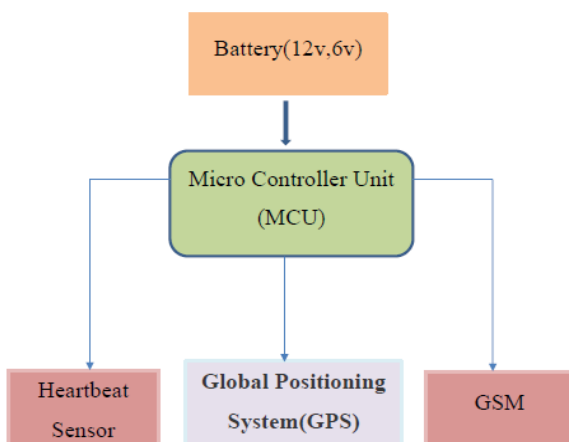 Battery(12v,6v)
Micro Controller Unit
(MCU)
Heartbeat
Sensor
Global Positioning
System(GPS)
GSM